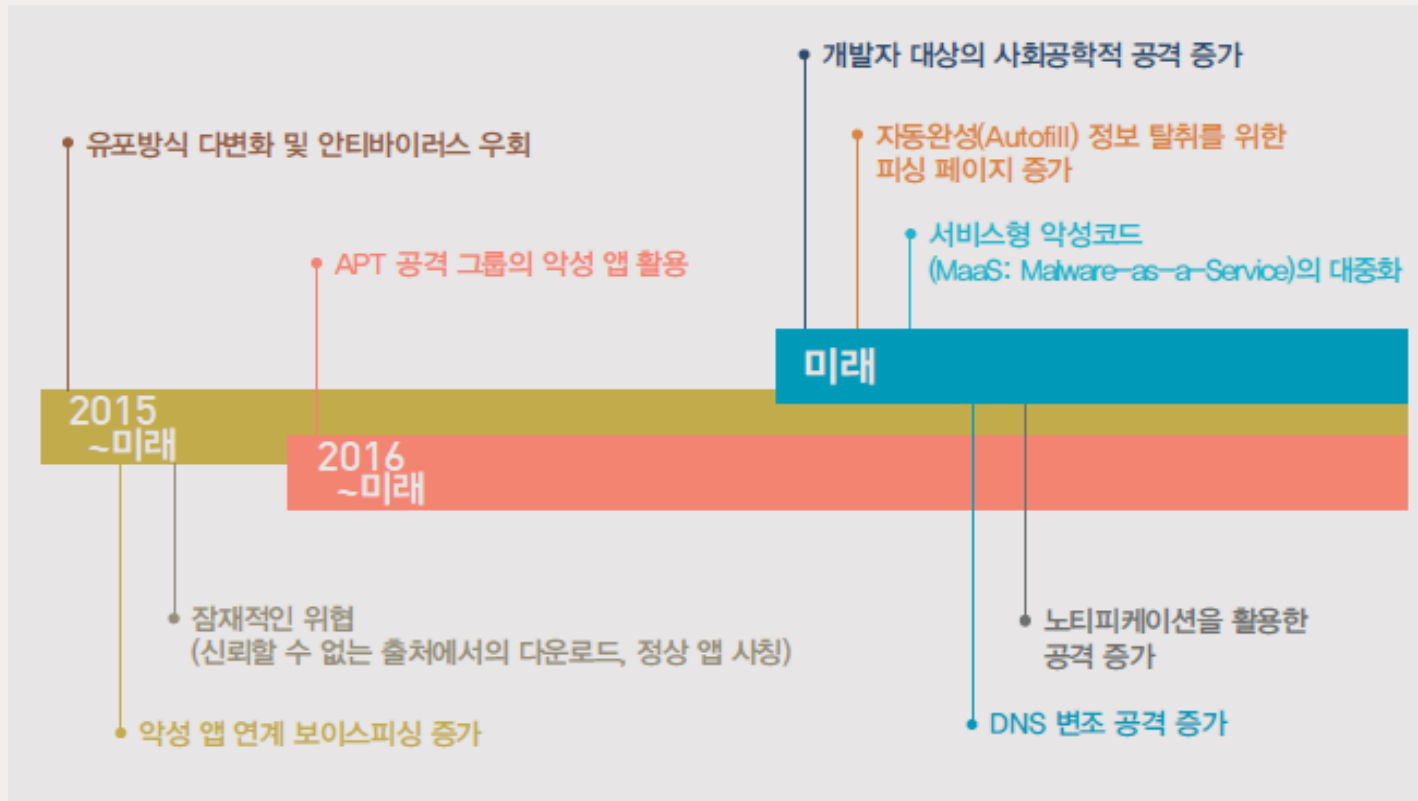 개발자 대상의 사회공학적 공격 증가
유포방식 다변화 및 안티바이러스 우회
자동완성(Autofill) 정보 탈취를 위한
피싱 페이지 증가
APT 공격 그룹의 악성 앱 활용
서비스형 악성코드
(MaaS: Malware-as-a-Service)의 대중화
미래
2015
~미래
2016
~미래
잠재적인 위협
(신뢰할 수 없는 출처에서의 다운로드, 정상 앱 사칭)
노티피케이션을 활용한
공격 증가
악성 앱 연계 보이스피싱 증가
DNS 변조 공격 증가